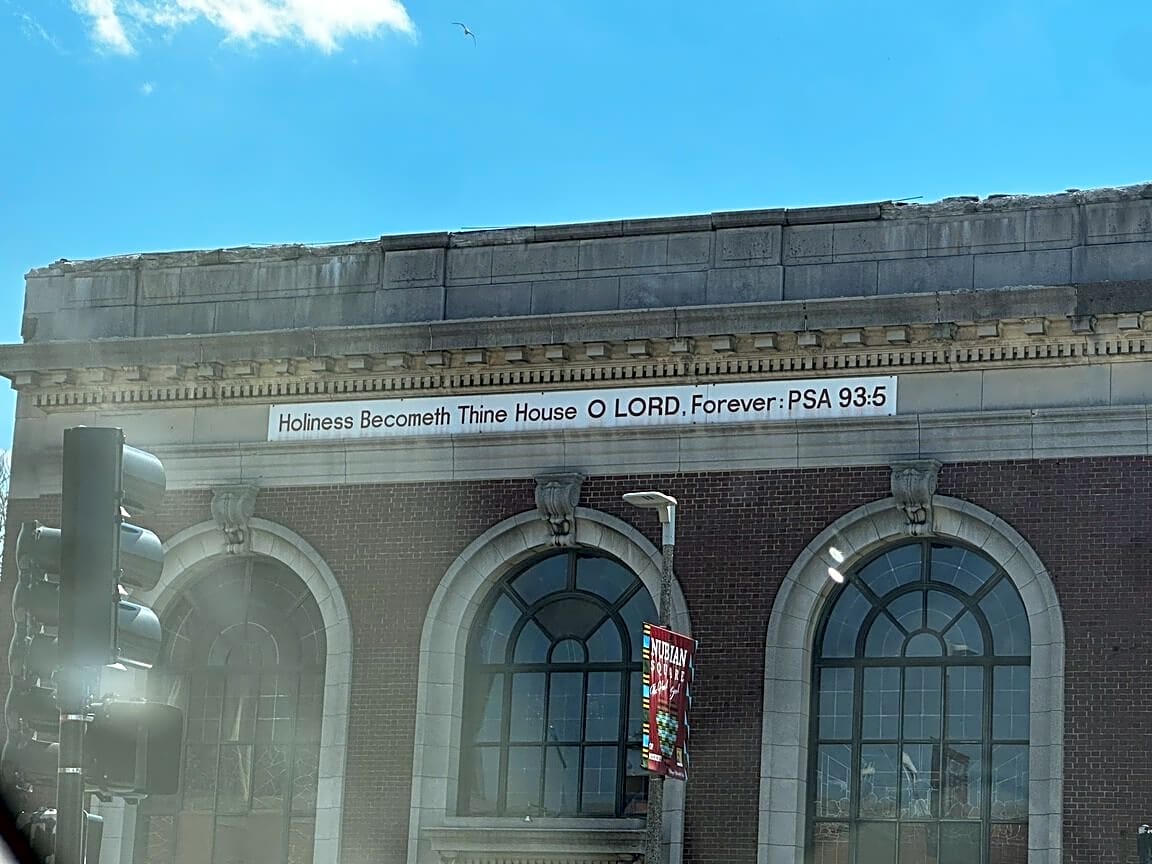 Holiness Becometh Thine House O LORD, Forever: PSA 93:5
NUBIAN
SQUARE